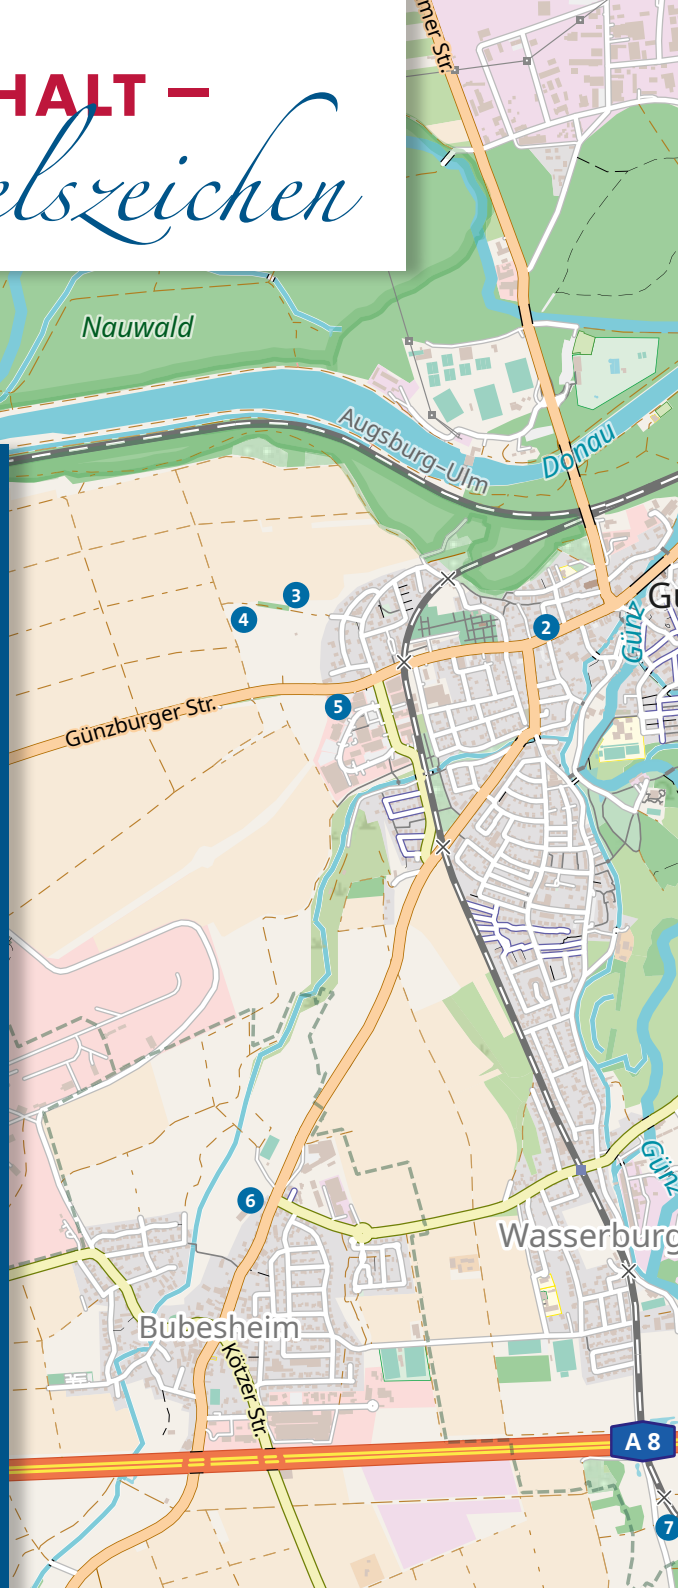 HALT –
elszeichen
mer Str.
Nauwald
Augsburg-Ulm
Donau
3
4
2
Gü
Günz
5
Günzburger Str.
6
Wasserburg
Günz
Bubesheim
Kötzer Str.
A 8
7